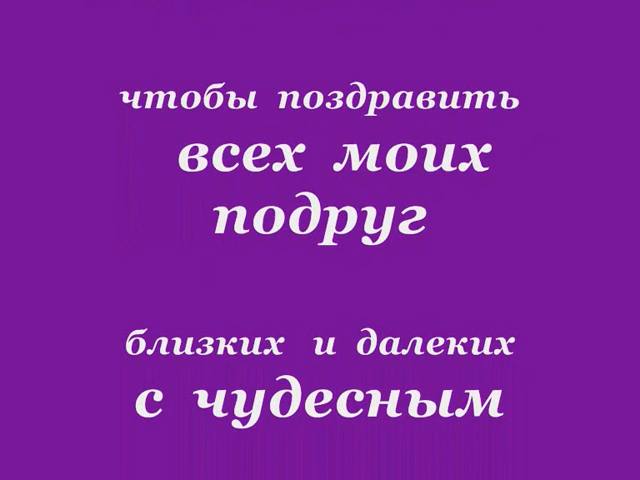 чтобы поздравить
всех моих
подруг
близких и далеких
с чудесным